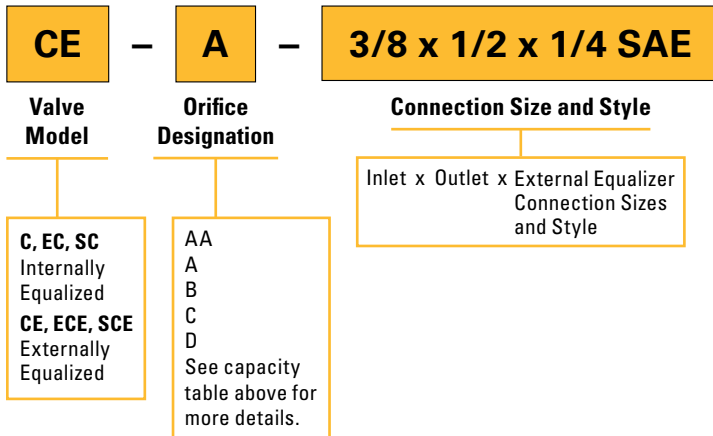 CE – A – 3/8 x 1/2 x 1/4 SAE
Valve
Model
Orifice
Designation
Connection Size and Style
C, EC, SC
Internally
Equalized
CE, ECE, SCE
Externally
Equalized
AA
A
B
C
D
See capacity
table above for
more details.
Inlet x Outlet x External Equalizer
Connection Sizes
and Style